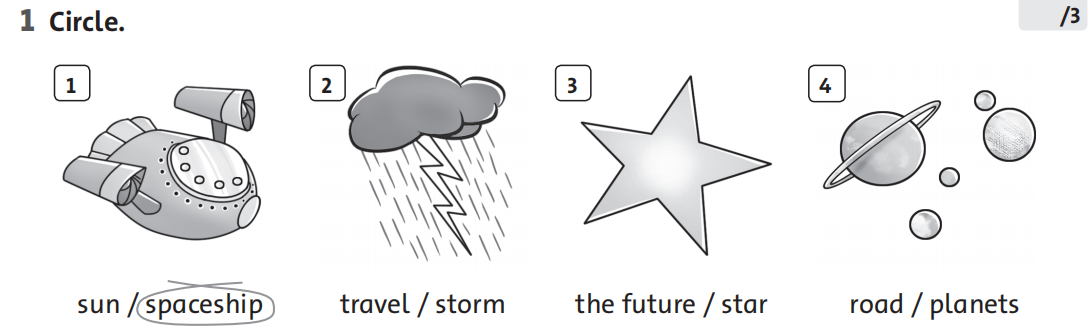 1 Circle.
/3
1
2
3
4
sun / spaceship
travel / storm
the future / star
road / planets